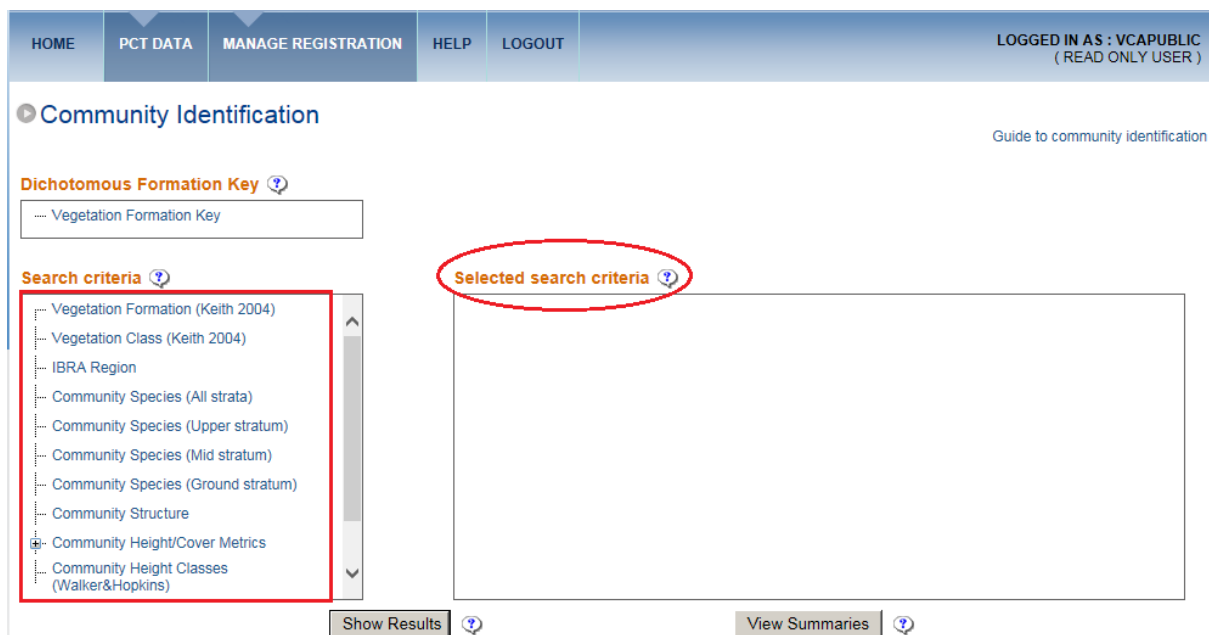 HOME PCT DATA MANAGE REGISTRATION HELP LOGOUT LOGGED IN AS : VCAPUBLIC
( READ ONLY USER )
Community Identification
Guide to community identification
Dichotomous Formation Key ?
Vegetation Formation Key
Search criteria ? Selected search criteria ?
Vegetation Formation (Keith 2004)
Vegetation Class (Keith 2004)
IBRA Region
Community Species (All strata)
Community Species (Upper stratum)
Community Species (Mid stratum)
Community Species (Ground stratum)
Community Structure
Community Height/Cover Metrics
Community Height Classes
(Walker&Hopkins)
Show Results ? View Summaries ?